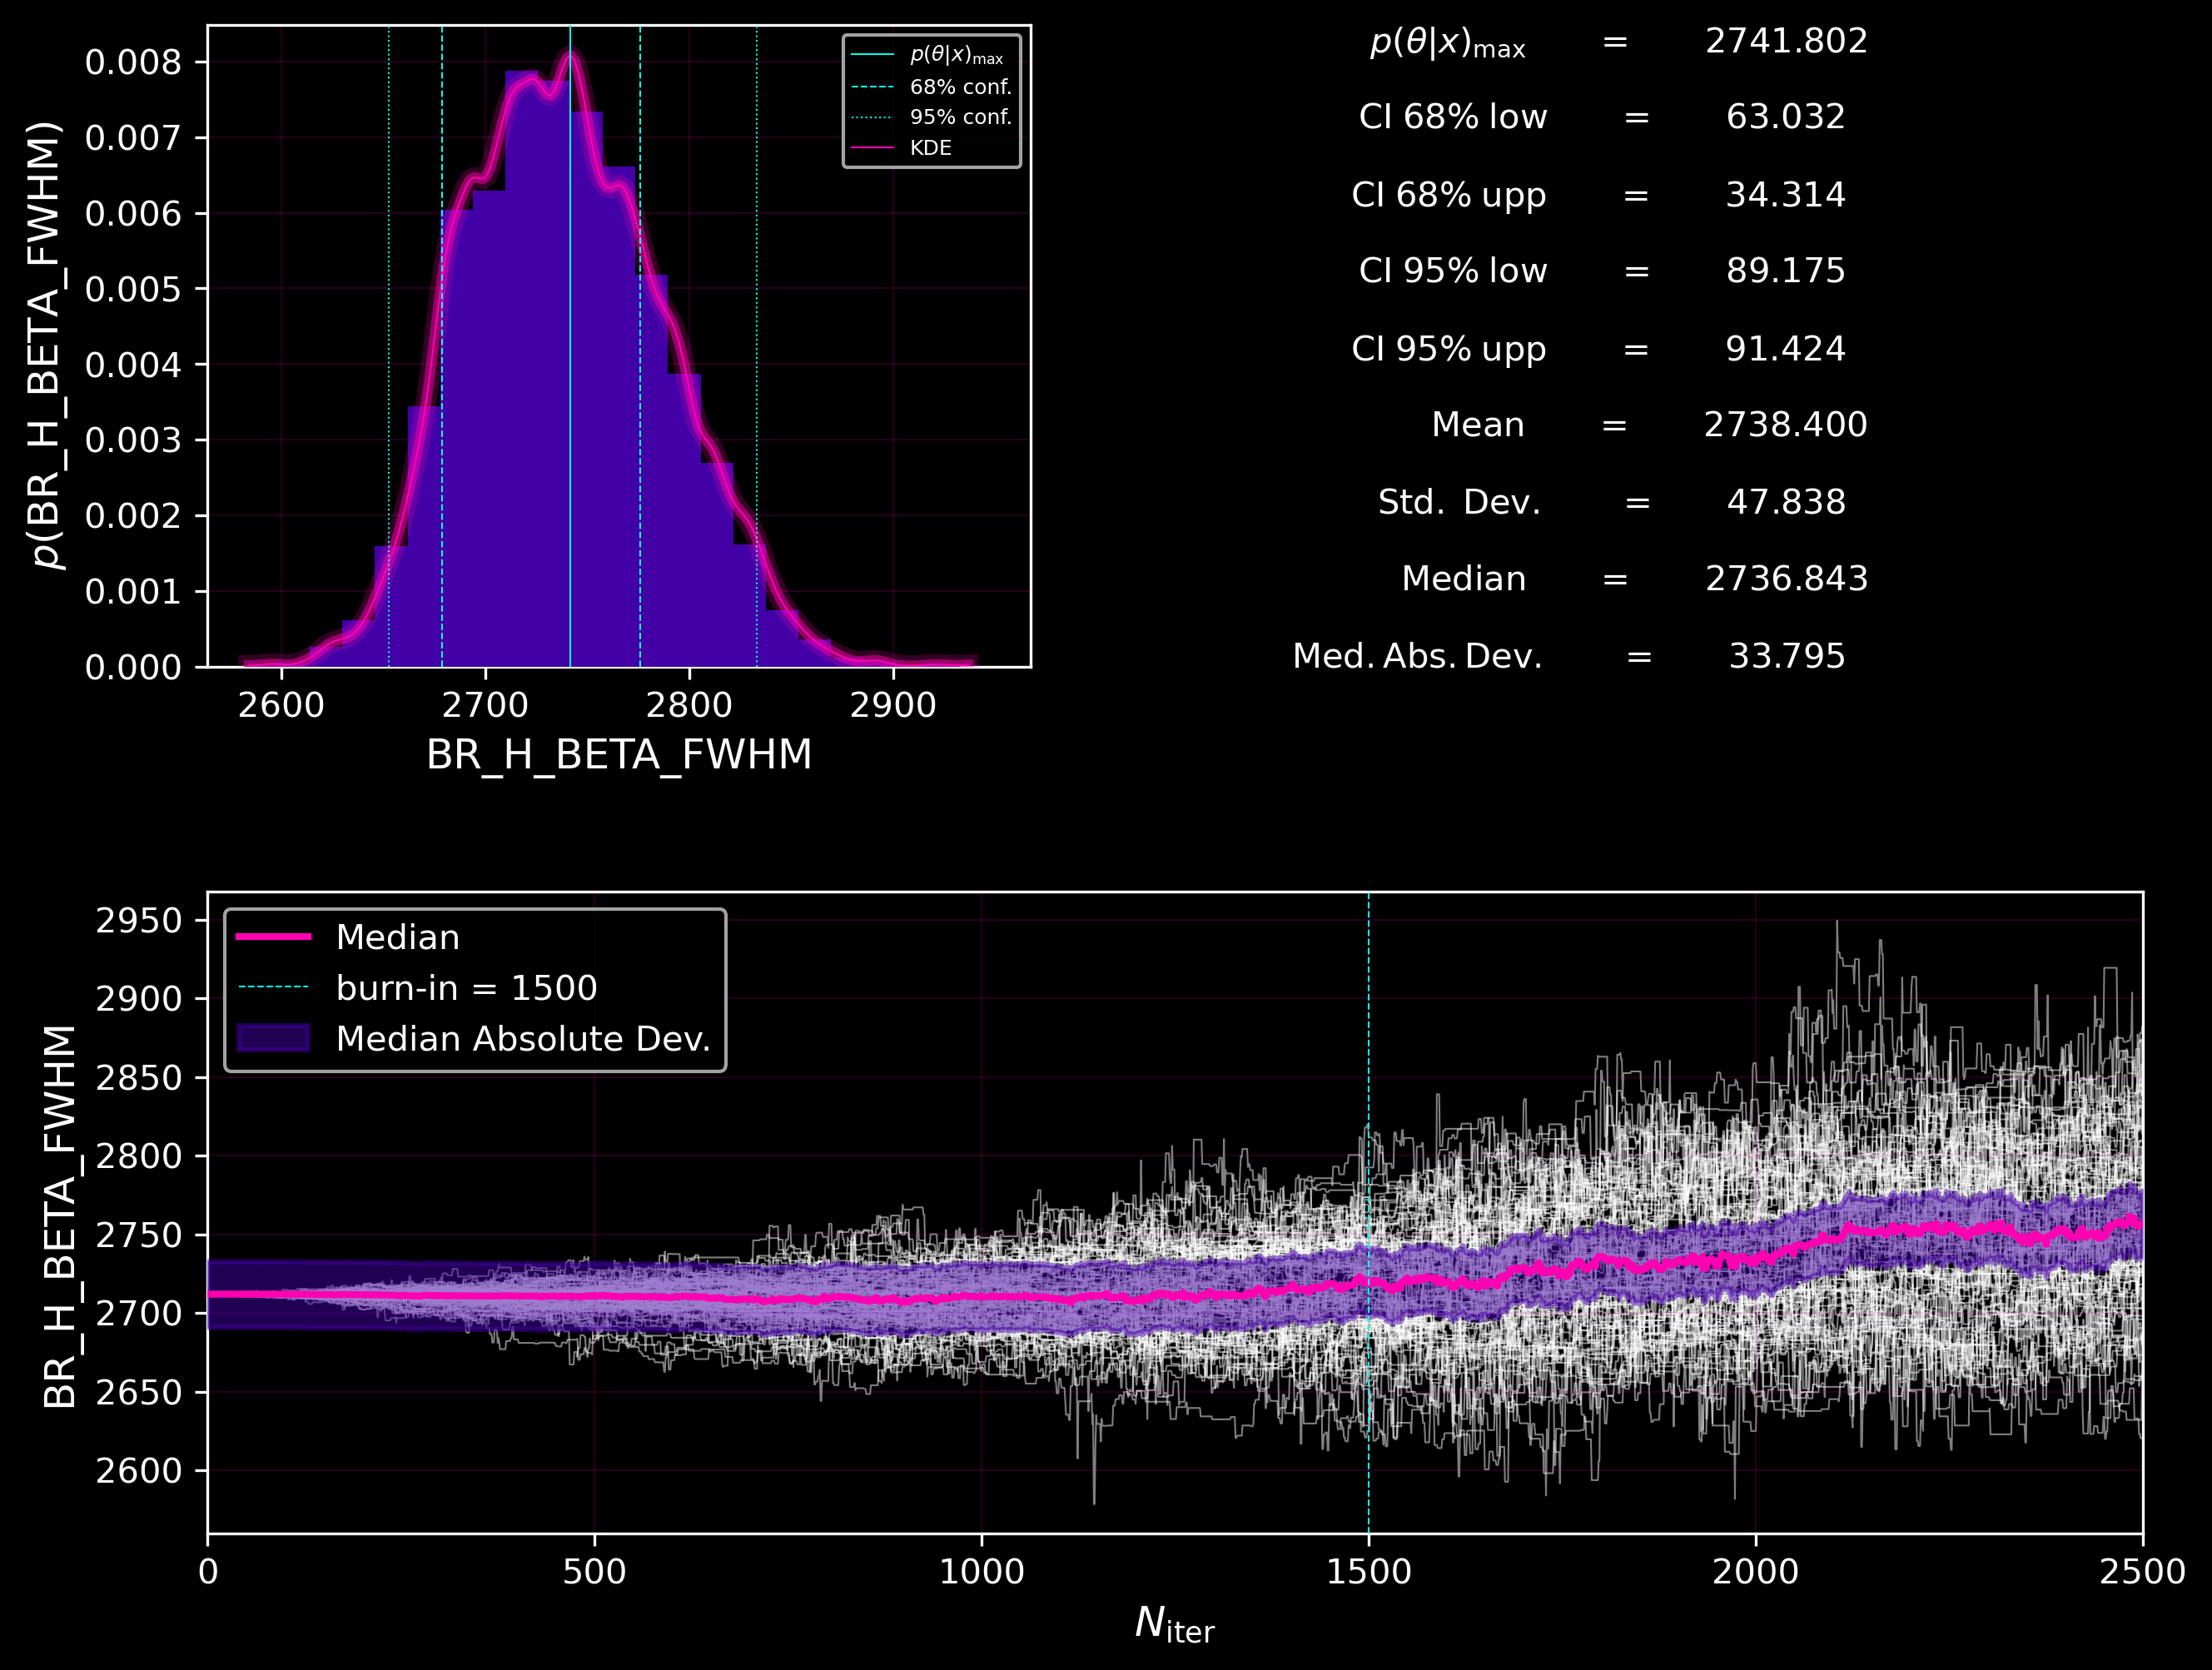 0.008
0.007
0.006
0.005
0.004
0.003
0.002
0.001
0.000
p(BR_H_BETA_FWHM)
2600 2700 2800 2900
BR_H_BETA_FWHM
p(θ|x)max
68% conf.
95% conf.
KDE
p(θ|x)max = 2741.802
CI 68% low = 63.032
CI 68% upp = 34.314
CI 95% low = 89.175
CI 95% upp = 91.424
Mean = 2738.400
Std. Dev. = 47.838
Median = 2736.843
Med. Abs. Dev. = 33.795
2950
2900
2850
2800
2750
2700
2650
2600
BR_H_BETA_FWHM
Median
burn-in = 1500
Median Absolute Dev.
0 500 1000 1500 2000 2500
Niter